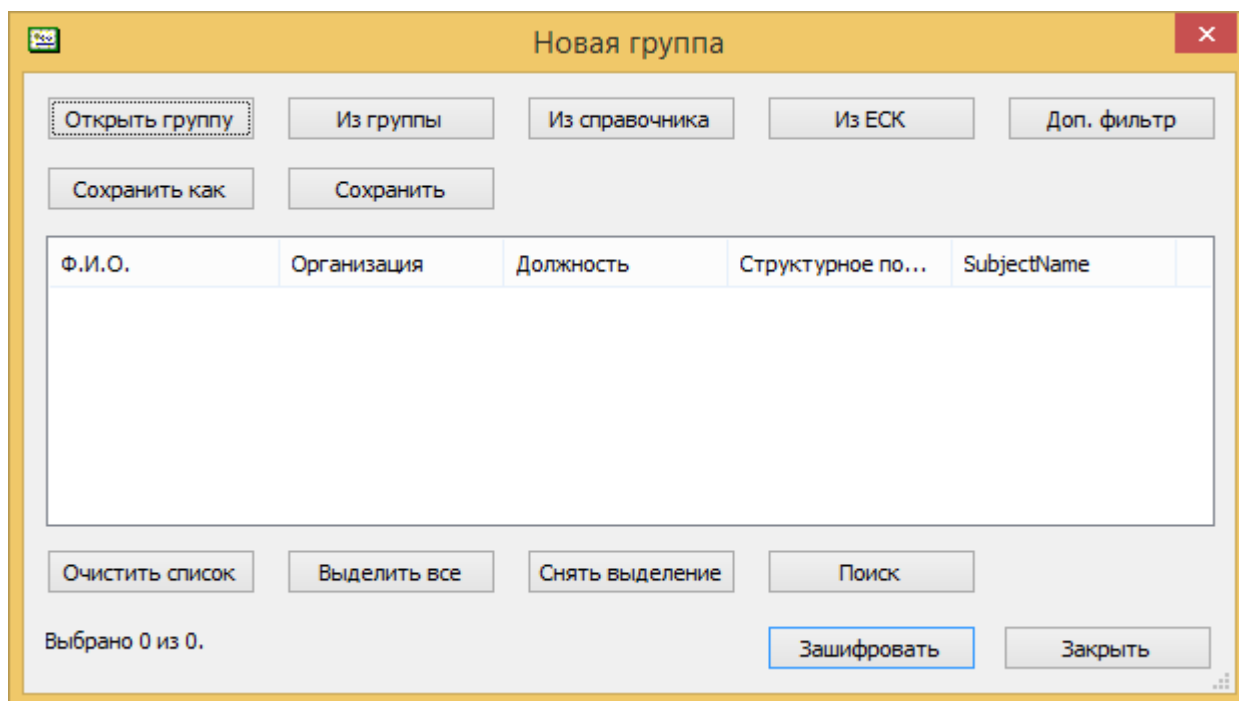 Новая группа
Открыть группу Из группы Из справочника Из ЕСК Доп. фильтр
Сохранить как Сохранить
Ф.И.О. Организация Должность Структурное по... SubjectName
Очистить список Выделить все Снять выделение Поиск
Выбрано 0 из 0.
Зашифровать Закрыть